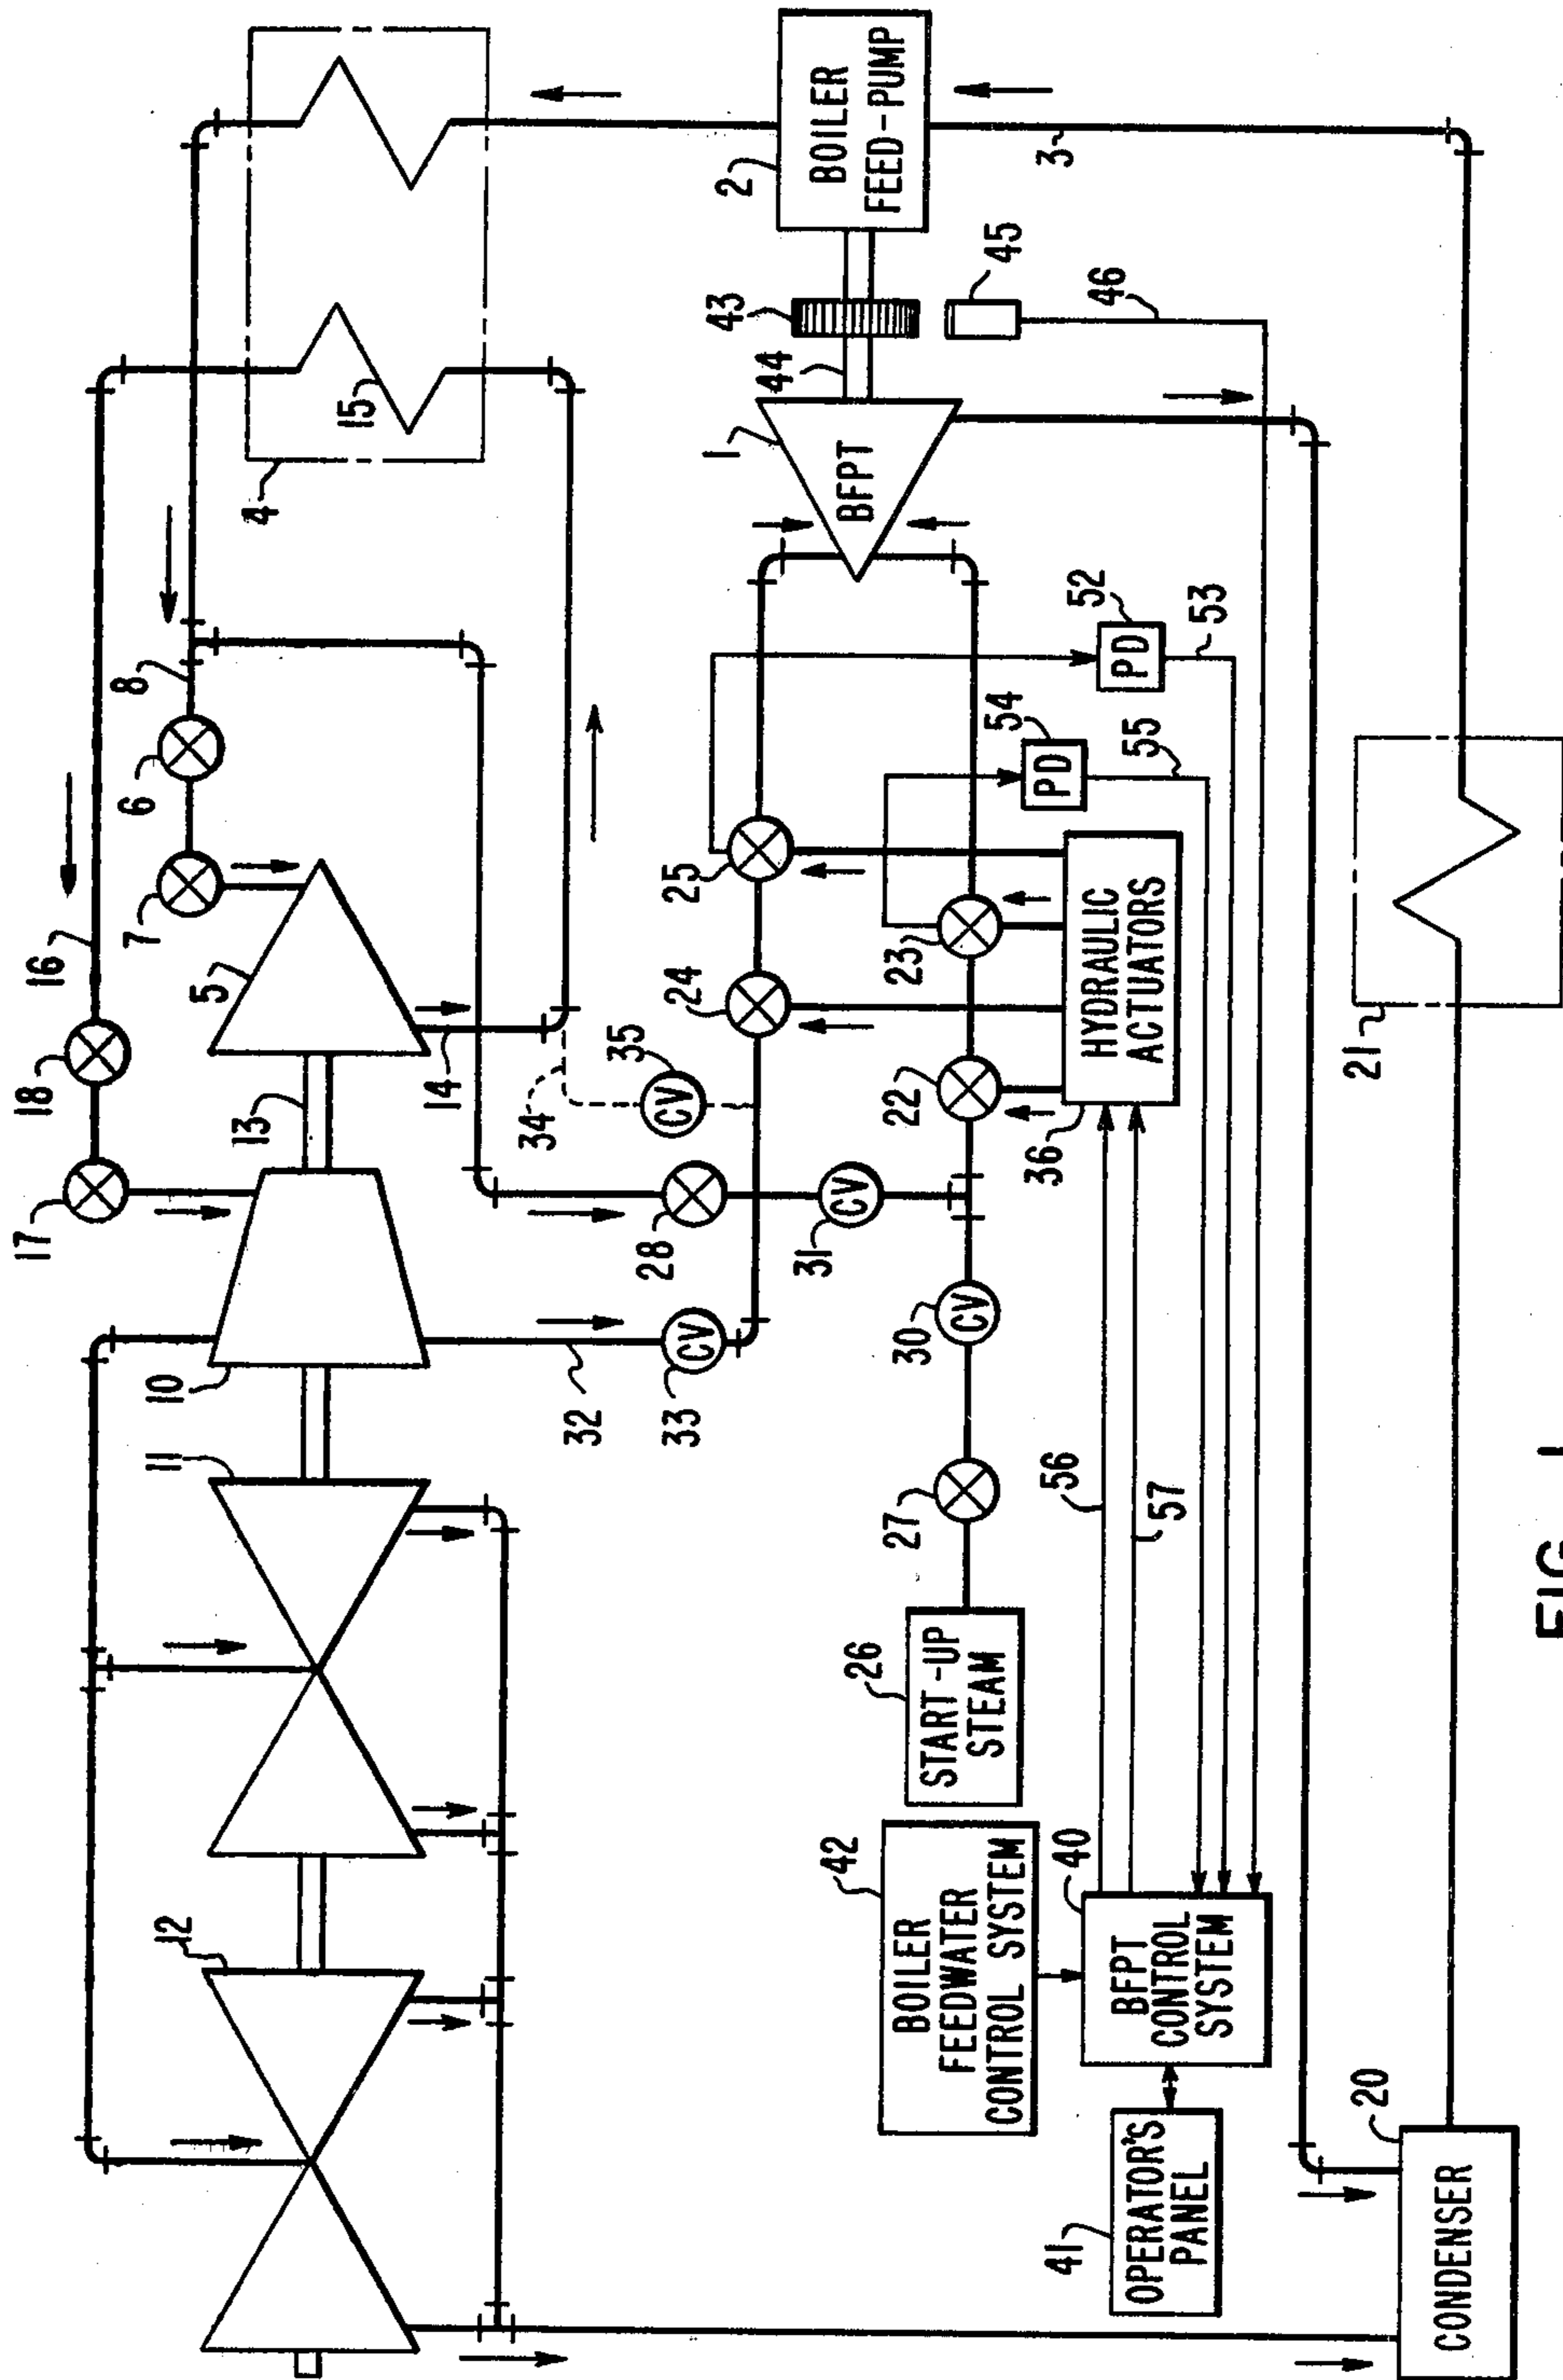 17
18
16
7
6
8
15
4
5
13
14
10
11
12
32
33
CV
34
35
CV
28
31
CV
30
CV
27
26
START-UP
STEAM
24
25
22
23
1
BFPT
44
43
45
46
2
BOILER
FEED-PUMP
3
52
PD
53
54
PD
55
36
HYDRAULIC
ACTUATORS
56
57
42
BOILER
FEEDWATER
CONTROL SYSTEM
40
BFPT
CONTROL
SYSTEM
41
OPERATOR'S
PANEL
20
CONDENSER
21
FIG. 1